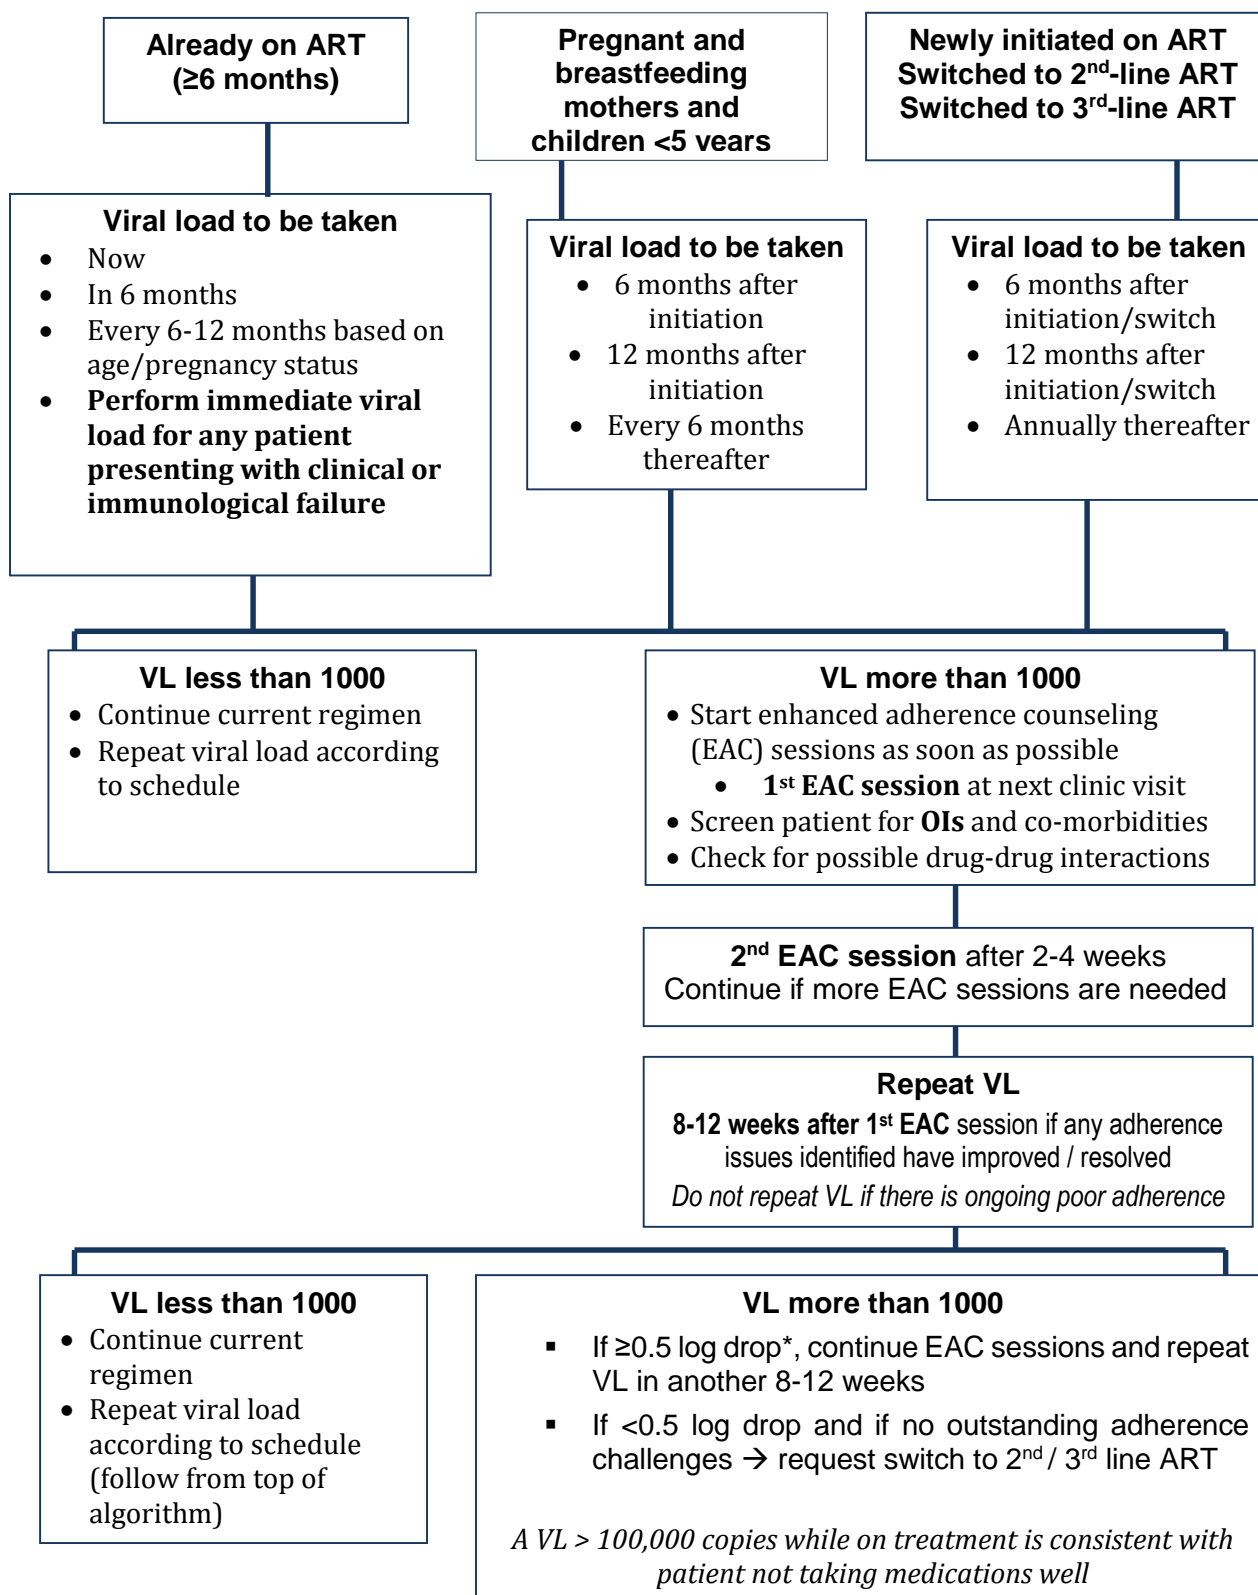 Already on ART
(≥6 months)
Pregnant and
breastfeeding
mothers and
children <5 years
Newly initiated on ART
Switched to 2nd-line ART
Switched to 3rd-line ART
Viral load to be taken
• Now
• In 6 months
• Every 6-12 months based on
age/pregnancy status
• Perform immediate viral
load for any patient
presenting with clinical or
immunological failure
Viral load to be taken
• 6 months after
initiation
• 12 months after
initiation
• Every 6 months
thereafter
Viral load to be taken
• 6 months after
initiation/switch
• 12 months after
initiation/switch
• Annually thereafter
VL less than 1000
• Continue current regimen
• Repeat viral load according
to schedule
VL more than 1000
• Start enhanced adherence counseling
(EAC) sessions as soon as possible
• 1st EAC session at next clinic visit
• Screen patient for OIs and co-morbidities
• Check for possible drug-drug interactions
2nd EAC session after 2-4 weeks
Continue if more EAC sessions are needed
Repeat VL
8-12 weeks after 1st EAC session if any adherence
issues identified have improved / resolved
Do not repeat VL if there is ongoing poor adherence
VL less than 1000
• Continue current
regimen
• Repeat viral load
according to schedule
(follow from top of
algorithm)
VL more than 1000
▪ If ≥0.5 log drop*, continue EAC sessions and repeat
VL in another 8-12 weeks
▪ If <0.5 log drop and if no outstanding adherence
challenges → request switch to 2nd / 3rd line ART
A VL > 100,000 copies while on treatment is consistent with
patient not taking medications well